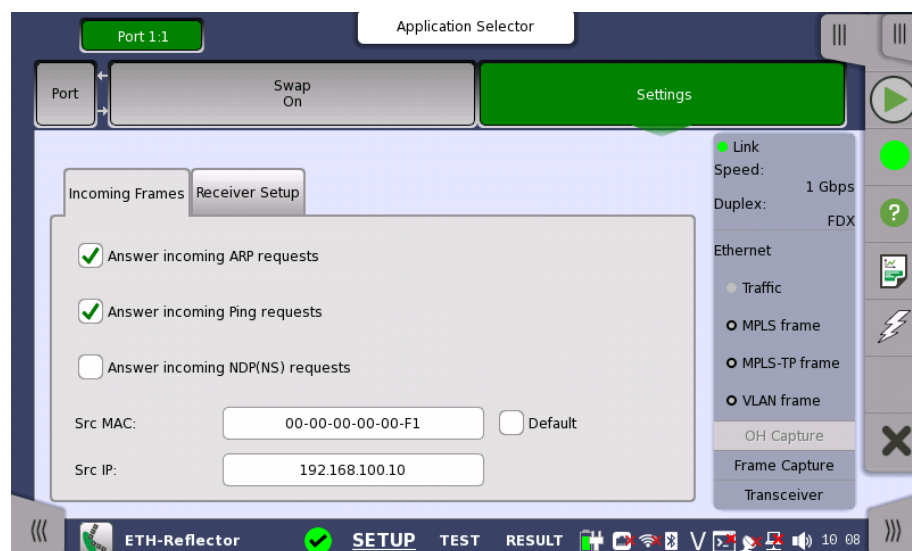 Port 1:1
Application Selector
Port
Swap
On
Settings
Incoming Frames
Receiver Setup
Answer incoming ARP requests
Answer incoming Ping requests
Answer incoming NDP(NS) requests
Src MAC:
00-00-00-00-00-F1
Default
Src IP:
192.168.100.10
Link
Speed:
1 Gbps
Duplex:
FDX
Ethernet
Traffic
MPLS frame
MPLS-TP frame
VLAN frame
OH Capture
Frame Capture
Transceiver
ETH-Reflector
SETUP
TEST
RESULT
V
10 08